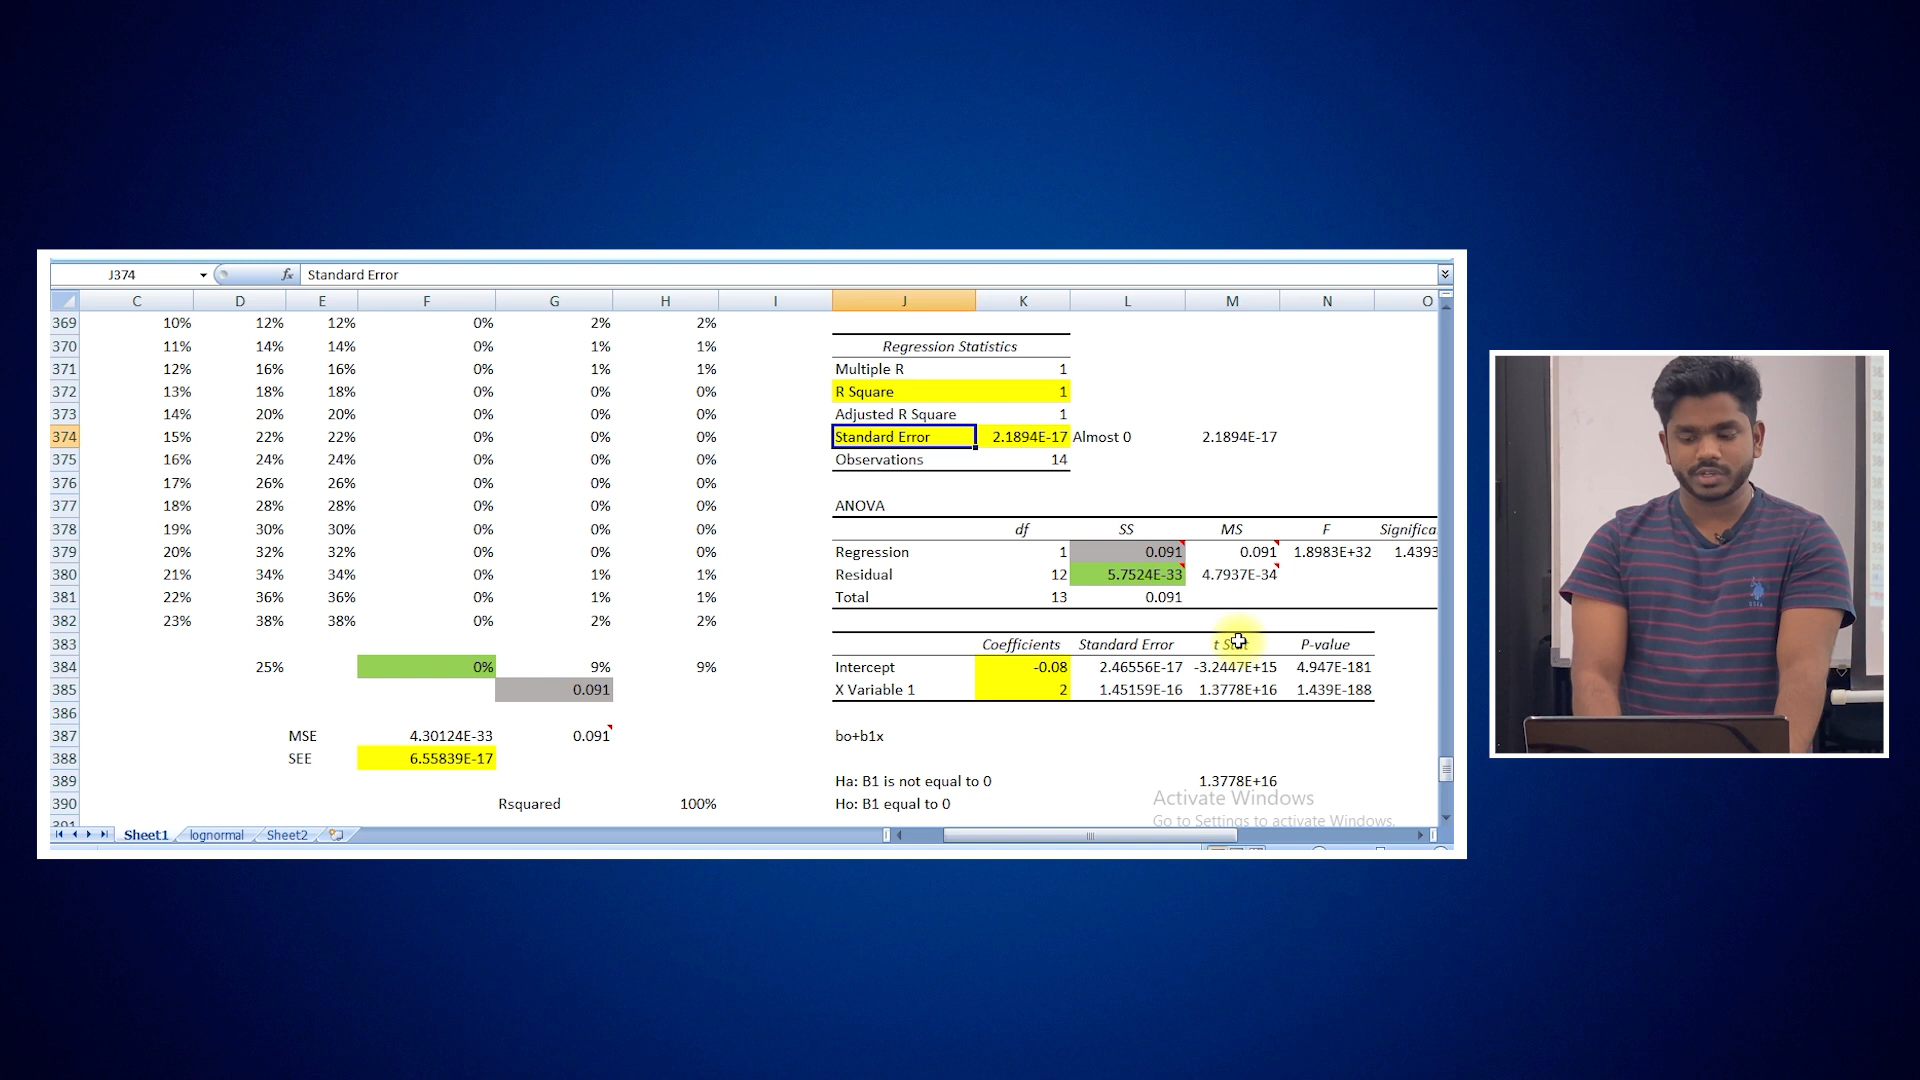 J374 fx Standard Error
C D E F G H I J K L M N O
369 10% 12% 12% 0% 2% 2%
370 11% 14% 14% 0% 1% 1% Regression Statistics
371 12% 16% 16% 0% 1% 1% Multiple R 1
372 13% 18% 18% 0% 0% 0% R Square 1
373 14% 20% 20% 0% 0% 0% Adjusted R Square 1
374 15% 22% 22% 0% 0% 0% Standard Error 2.1894E-17 Almost 0 2.1894E-17
375 16% 24% 24% 0% 0% 0% Observations 14
376 17% 26% 26% 0% 0% 0%
377 18% 28% 28% 0% 0% 0% ANOVA
378 19% 30% 30% 0% 0% 0% df SS MS F Significa
379 20% 32% 32% 0% 0% 0% Regression 1 0.091 0.091 1.8983E+32 1.4393
380 21% 34% 34% 0% 1% 1% Residual 12 5.7524E-33 4.7937E-34
381 22% 36% 36% 0% 1% 1% Total 13 0.091
382 23% 38% 38% 0% 2% 2%
383 Coefficients Standard Error t Stat P-value
384 25% 0% 9% 9% Intercept -0.08 2.46556E-17 -3.2447E+15 4.947E-181
385 0.091 X Variable 1 2 1.45159E-16 1.3778E+16 1.439E-188
386
387 MSE 4.30124E-33 0.091 bo+b1x
388 SEE 6.55839E-17
389 Ha: B1 is not equal to 0 1.3778E+16
390 Rsquared 100% Ho: B1 equal to 0
Activate Windows
391 Go to Settings to activate Windows.
Sheet1 lognormal Sheet2